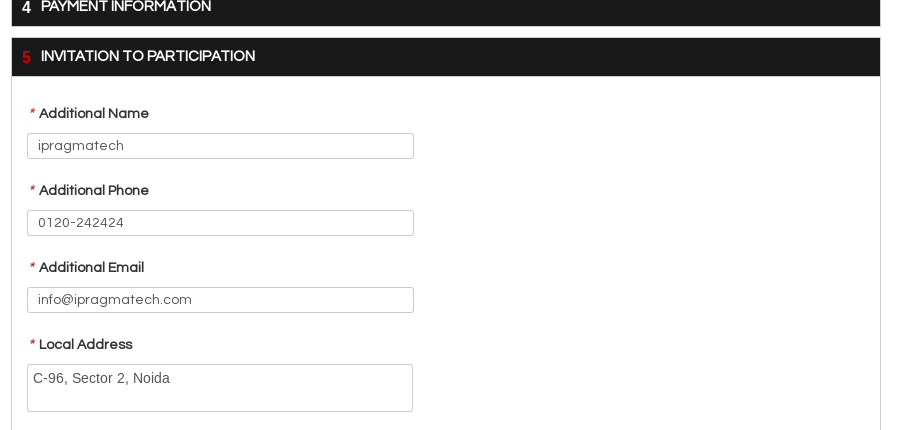 4 PAYMENT INFORMATION
5 INVITATION TO PARTICIPATION
* Additional Name
ipragmatech
* Additional Phone
0120-242424
* Additional Email
info@ipragmatech.com
* Local Address
C-96, Sector 2, Noida